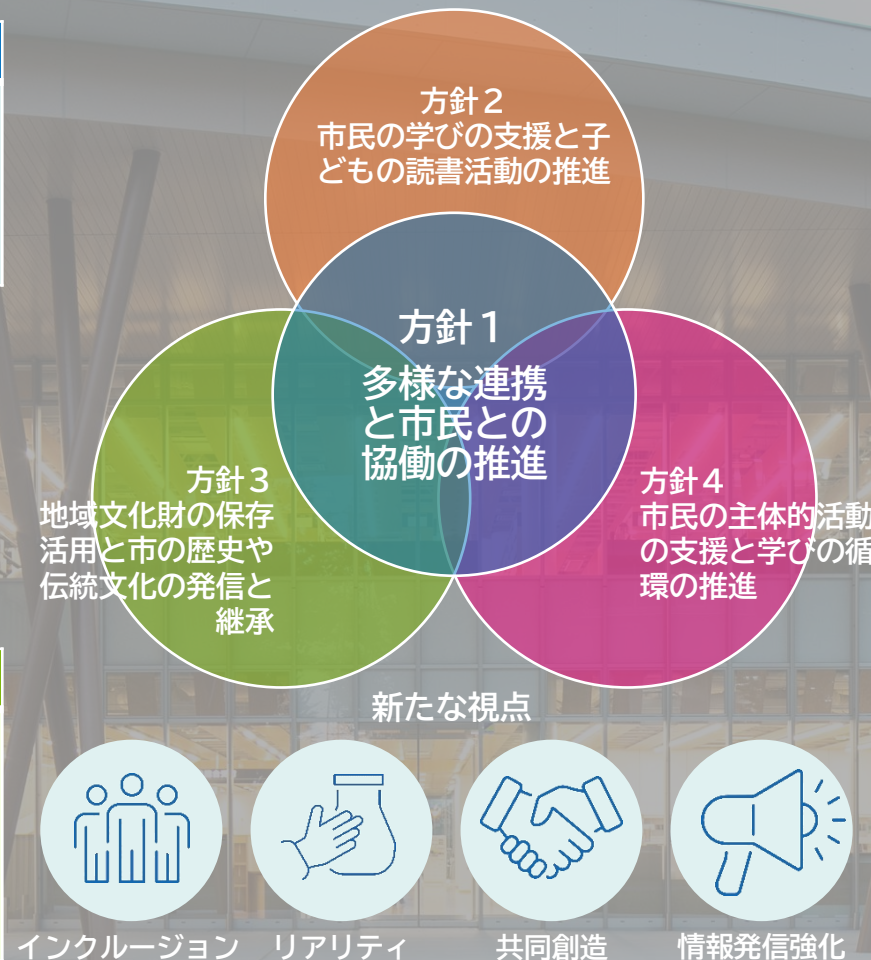 方針２
市民の学びの支援と子
どもの読書活動の推進
方針１
多様な連携
と市民との
協働の推進
方針３
地域文化財の保存
活用と市の歴史や
伝統文化の発信と
継承
方針４
市民の主体的活動
の支援と学びの循
環の推進
新たな視点
インクルージョン
リアリティ
共同創造
情報発信強化